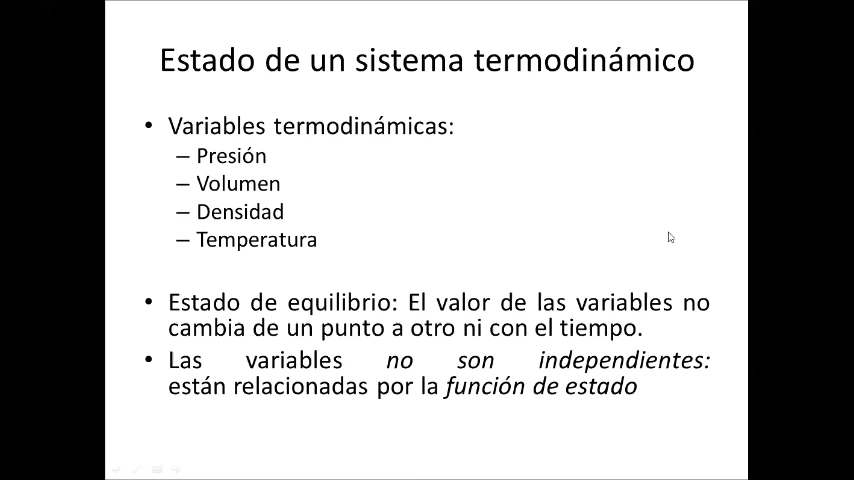 Estado de un sistema termodinámico
• Variables termodinámicas:
– Presión
– Volumen
– Densidad
– Temperatura
• Estado de equilibrio: El valor de las variables no
cambia de un punto a otro ni con el tiempo.
• Las variables no son independientes:
están relacionadas por la función de estado